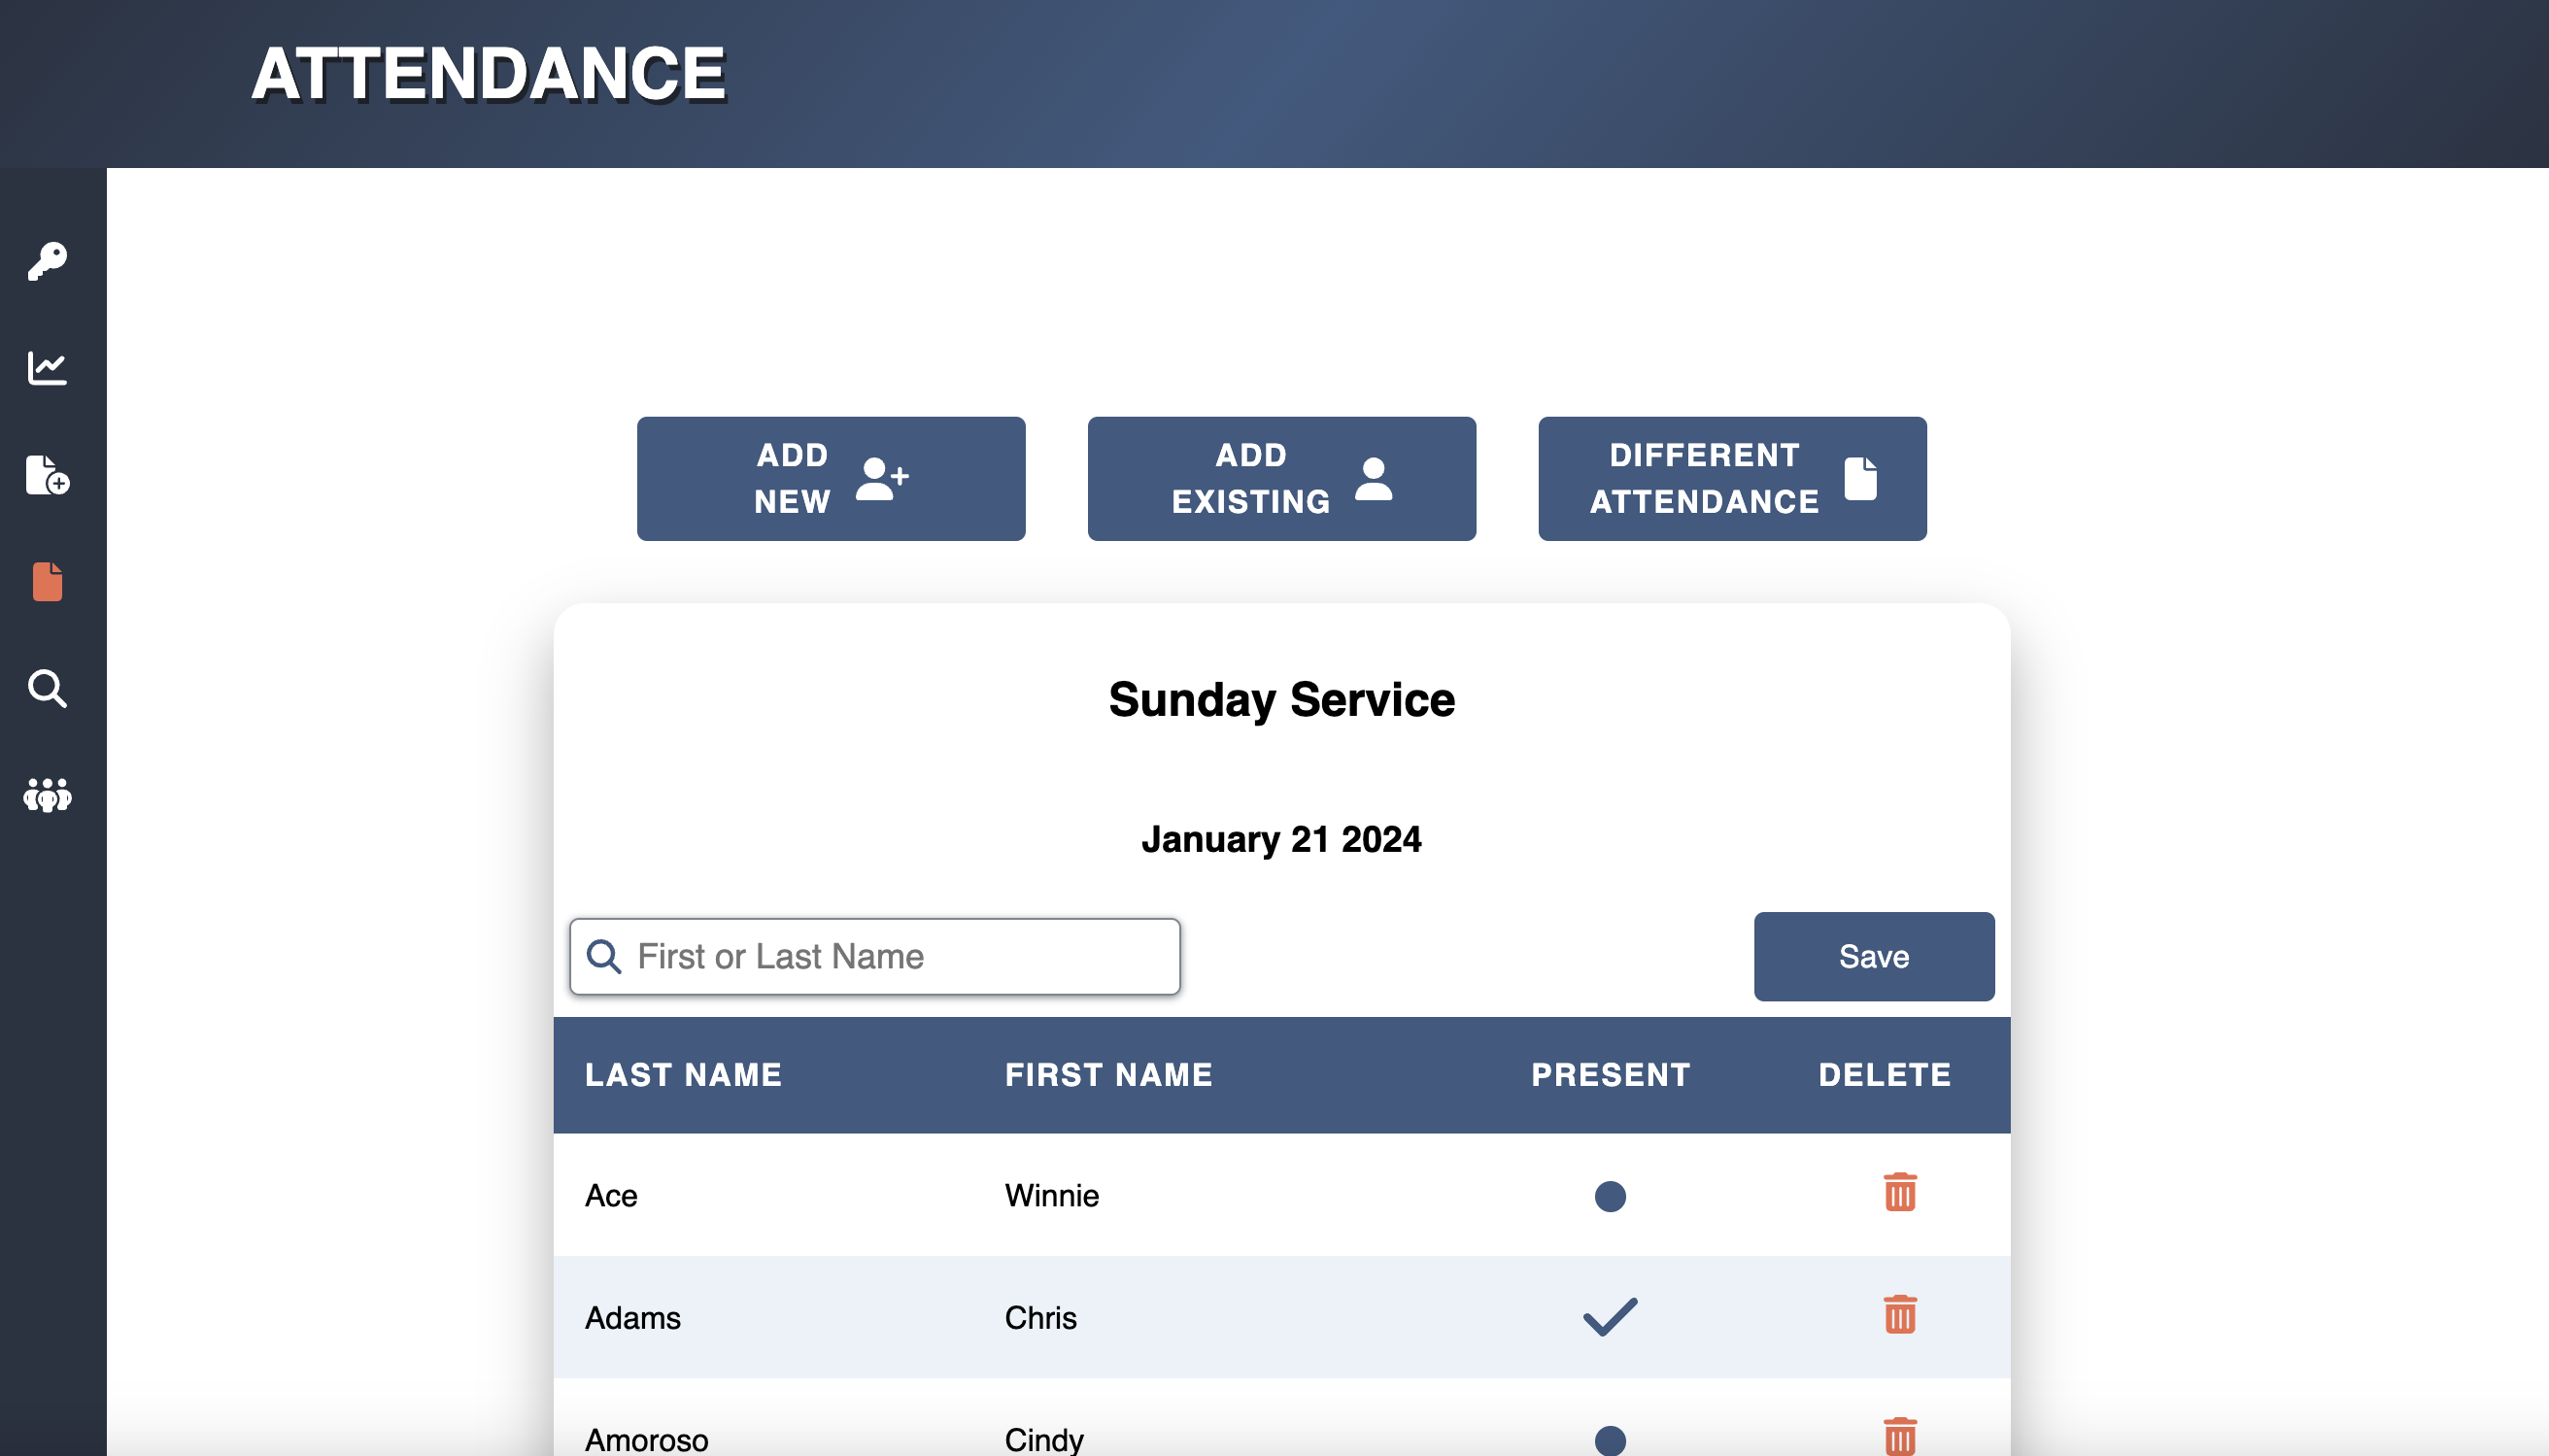 ATTENDANCE
ADD
NEW
ADD
EXISTING
DIFFERENT
ATTENDANCE
Sunday Service
January 21 2024
First or Last Name
Save
LAST NAME FIRST NAME PRESENT DELETE
Ace Winnie
Adams Chris
Amoroso Cindy